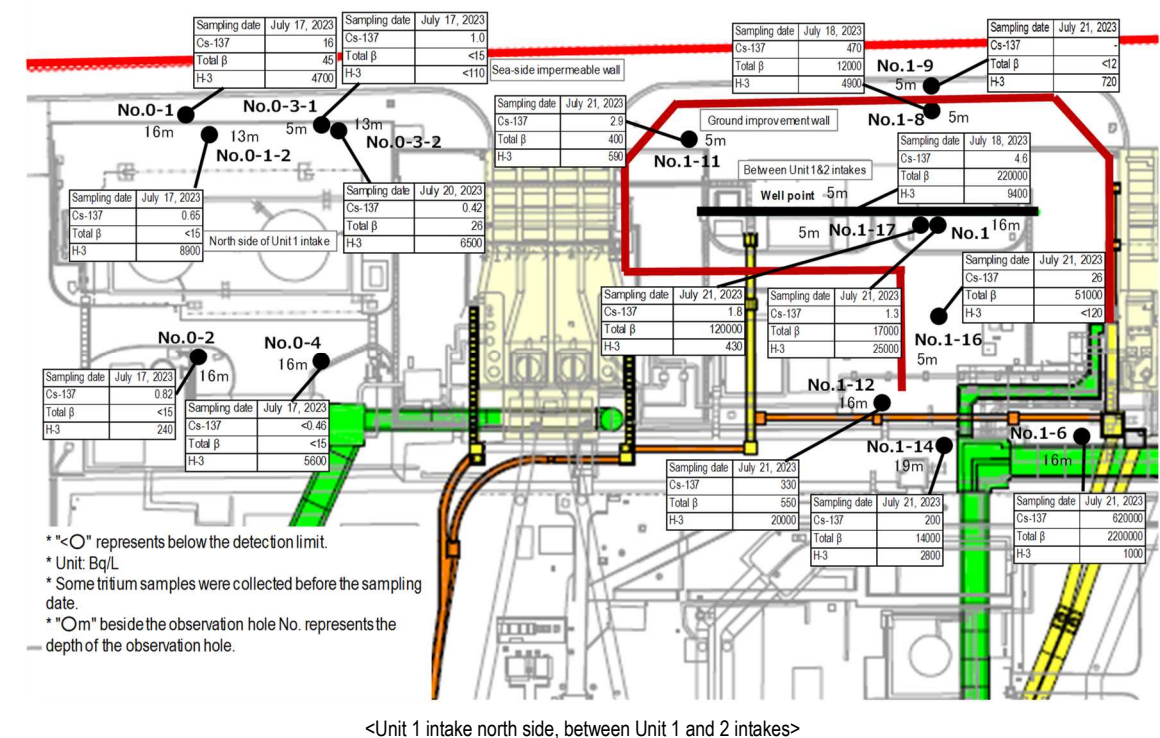 Sampling date July 17, 2023
Cs-137 16
Total β 45
H-3 4700
Sampling date July 17, 2023
Cs-137 1.0
Total β <15
H-3 <110
Sea-side impermeable wall
Sampling date July 18, 2023
Cs-137 470
Total β 12000
H-3 4900
Sampling date July 21, 2023
Cs-137 -
Total β <12
H-3 720
No.1-9
5m
No.0-1
16m
No.0-3-1
5m
13m
No.0-3-2
13m
No.0-1-2
Sampling date July 21, 2023
Cs-137 2.9
Total β 400
H-3 590
5m
No.1-11
Ground improvement wall
No.1-8
5m
Sampling date July 18, 2023
Cs-137 4.6
Total β 220000
H-3 9400
Between Unit 1&2 intakes
Well point 5m
Sampling date July 17, 2023
Cs-137 0.65
Total β <15
H-3 8900
North side of Unit 1 intake
Sampling date July 20, 2023
Cs-137 0.42
Total β 26
H-3 6500
5m No.1-17
No.1 16m
Sampling date July 21, 2023
Cs-137 26
Total β 51000
H-3 <120
Sampling date July 21, 2023
Cs-137 1.8
Total β 120000
H-3 430
Sampling date July 21, 2023
Cs-137 1.3
Total β 17000
H-3 25000
No.1-16
5m
No.0-2
16m
No.0-4
16m
Sampling date July 17, 2023
Cs-137 0.82
Total β <15
H-3 240
Sampling date July 17, 2023
Cs-137 <0.46
Total β <15
H-3 5600
No.1-12
16m
No.1-14
19m
No.1-6
16m
Sampling date July 21, 2023
Cs-137 330
Total β 550
H-3 20000
Sampling date July 21, 2023
Cs-137 200
Total β 14000
H-3 2800
Sampling date July 21, 2023
Cs-137 620000
Total β 2200000
H-3 1000
* "<○" represents below the detection limit.
* Unit: Bq/L
* Some tritium samples were collected before the sampling
date.
* "○m" beside the observation hole No. represents the
depth of the observation hole.
<Unit 1 intake north side, between Unit 1 and 2 intakes>